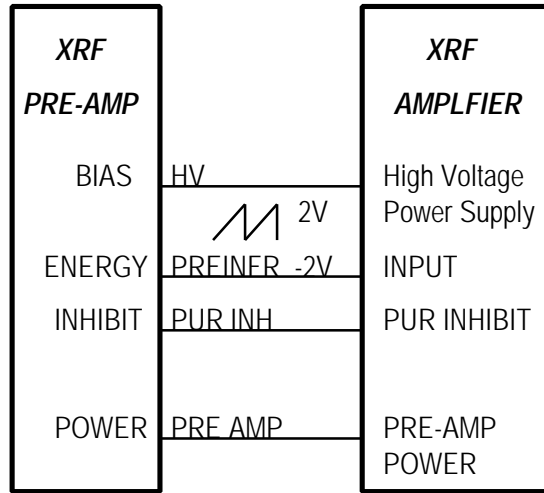 XRF
PRE-AMP
XRF
AMPLFIER
BIAS
HV
High Voltage
Power Supply
2V
ENERGY
PREINER -2V
INPUT
INHIBIT
PUR INH
PUR INHIBIT
POWER
PRE AMP
PRE-AMP
POWER